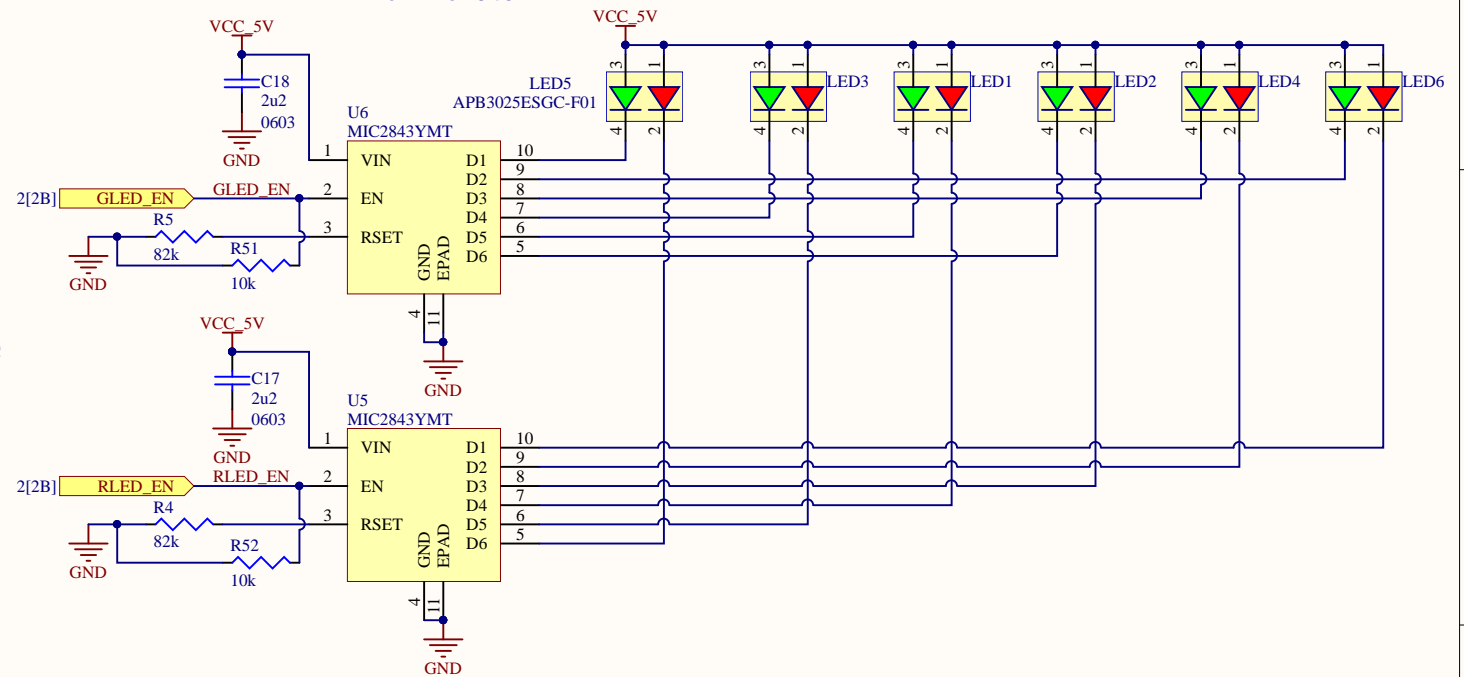 VCC_5V
VCC_5V
C18
2u2
0603
GND
LED5
APB3025ESGC-F01
3 1
4 2
3 1
LED3
4 2
3 1
LED1
4 2
3 1
LED2
4 2
3 1
LED4
4 2
3 1
LED6
4 2
U6
MIC2843YMT
1 VIN D1 10
D2 9
2[2B] GLED_EN GLED_EN 2 EN D3 8
D4 7
R5
82k
3 RSET D5 6
D6 5
R51
10k
GND
GND
EPAD
4
11
GND
VCC_5V
C17
2u2
0603
GND
U5
MIC2843YMT
1 VIN D1 10
D2 9
2[2B] RLED_EN RLED_EN 2 EN D3 8
D4 7
R4
82k
3 RSET D5 6
D6 5
R52
10k
GND
GND
EPAD
4
11
GND